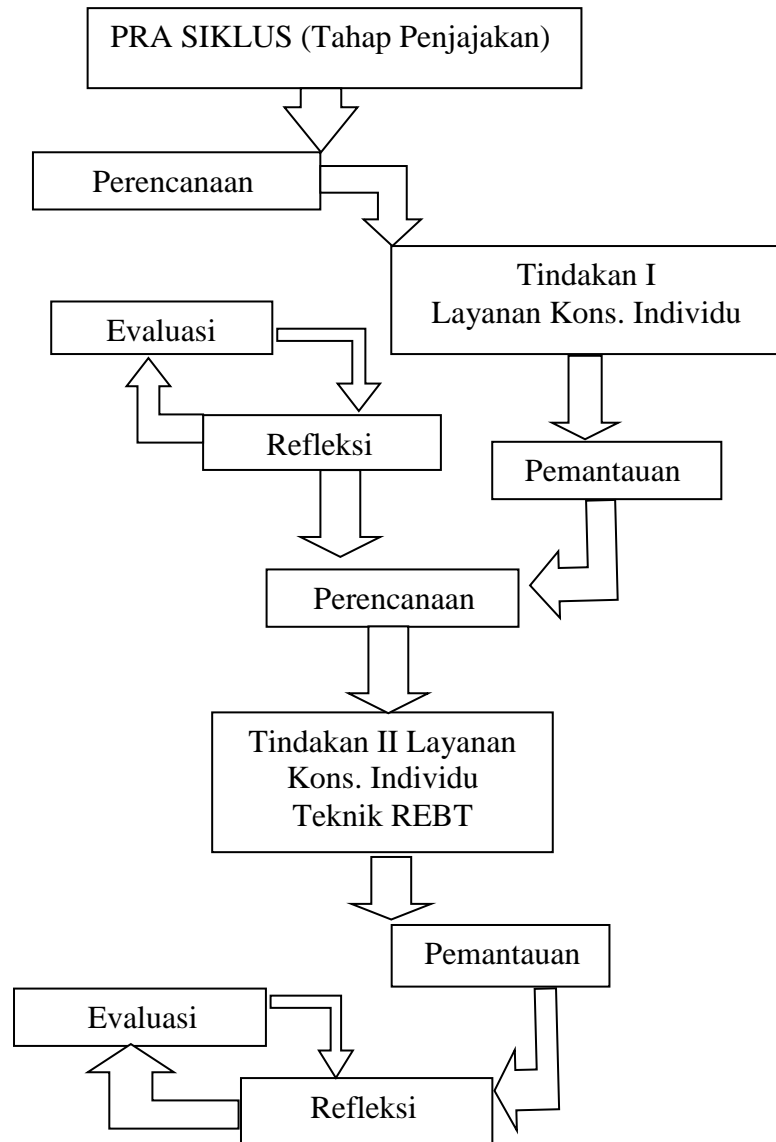 PRA SIKLUS (Tahap Penjajakan)
Perencanaan
Tindakan I
Layanan Kons. Individu
Evaluasi
Refleksi
Pemantauan
Perencanaan
Tindakan II Layanan
Kons. Individu
Teknik REBT
Pemantauan
Evaluasi
Refleksi